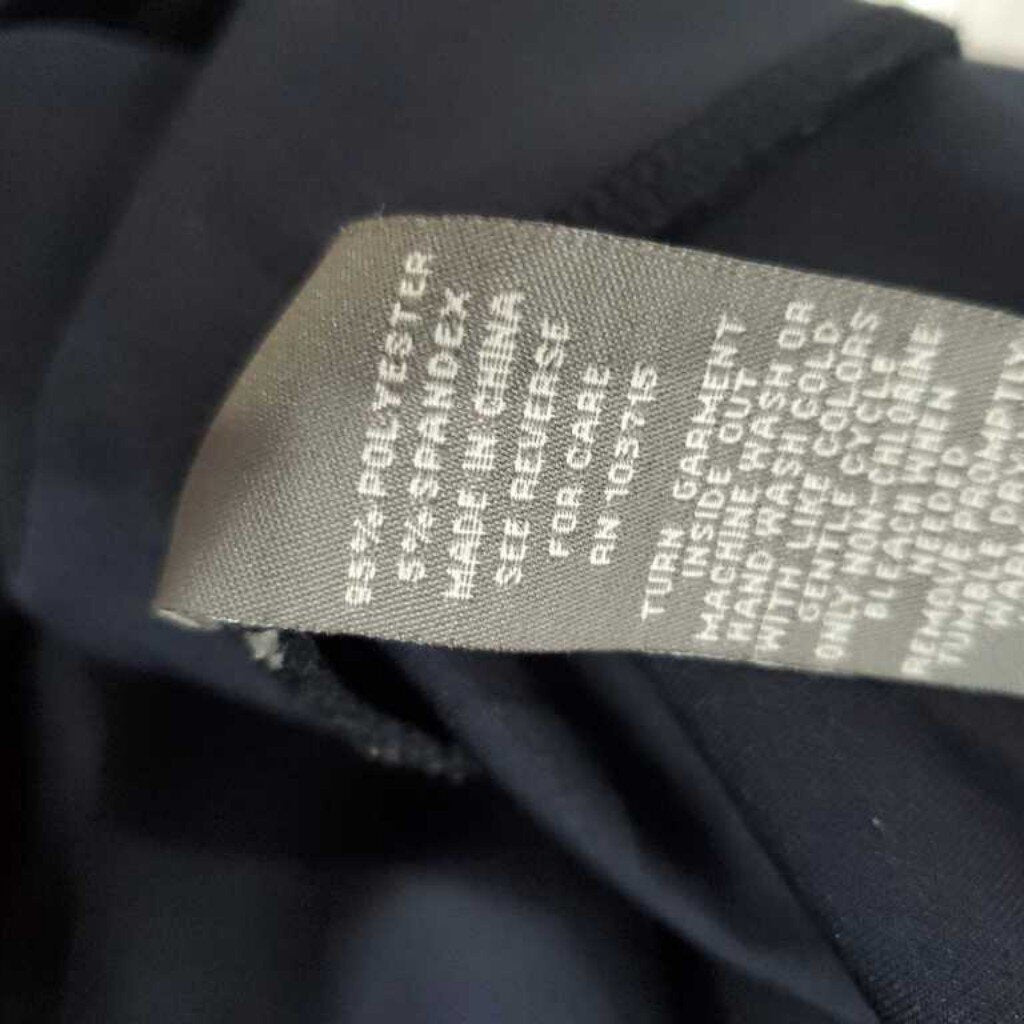 95% POLYESTER
5% SPANDEX
MADE IN CHINA
SEE REVERSE
FOR CARE
RN 103715
TURN GARMENT
INSIDE OUT
MACHINE WASH OR
HAND WASH COLD
WITH LIKE COLORS
GENTLE CYCLE
ONLY NON-CHLORINE
BLEACH WHEN
NEEDED
REMOVE PROMPTLY
TUMBLE DRY